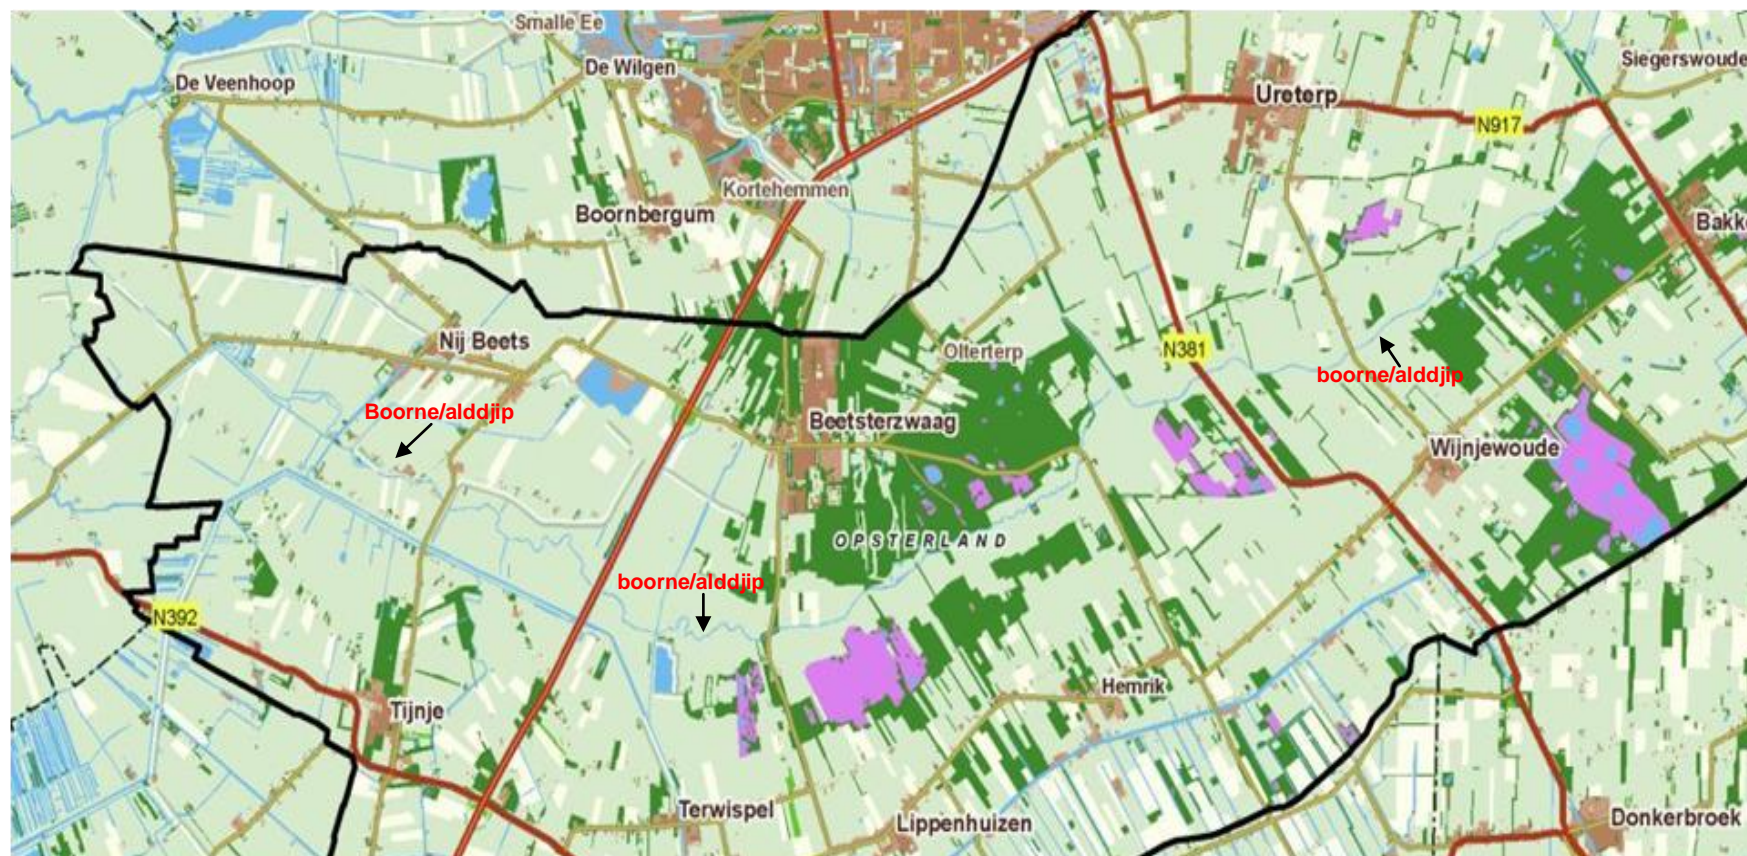 Smalle Ee
De Wilgen
Siegerswoude
De Veenhoop
Ureterp
N917
Kortehemmen
Boornbergum
Bakk
Nij Beets
Olterterp
N381
boorne/alddjip
Boorne/alddjip
Beetsterzwaag
Wijnjewoude
OPSTERLAND
boorne/alddjip
N392
Hemrik
Tijnje
Terwispel
Lippenhuizen
Donkerbroek